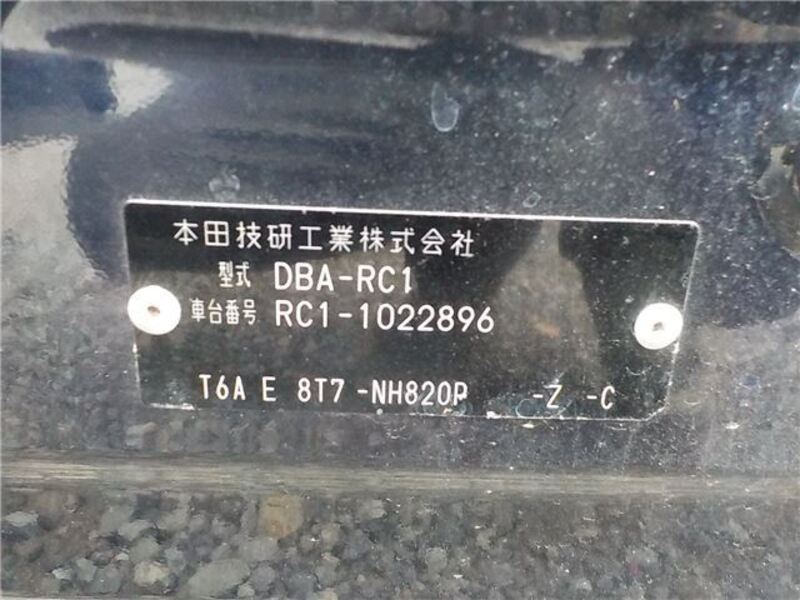 本田技研工業株式会社
型式 DBA-RC1
車台番号 RC1-1022896
T6A E 8T7 -NH820P -Z -C